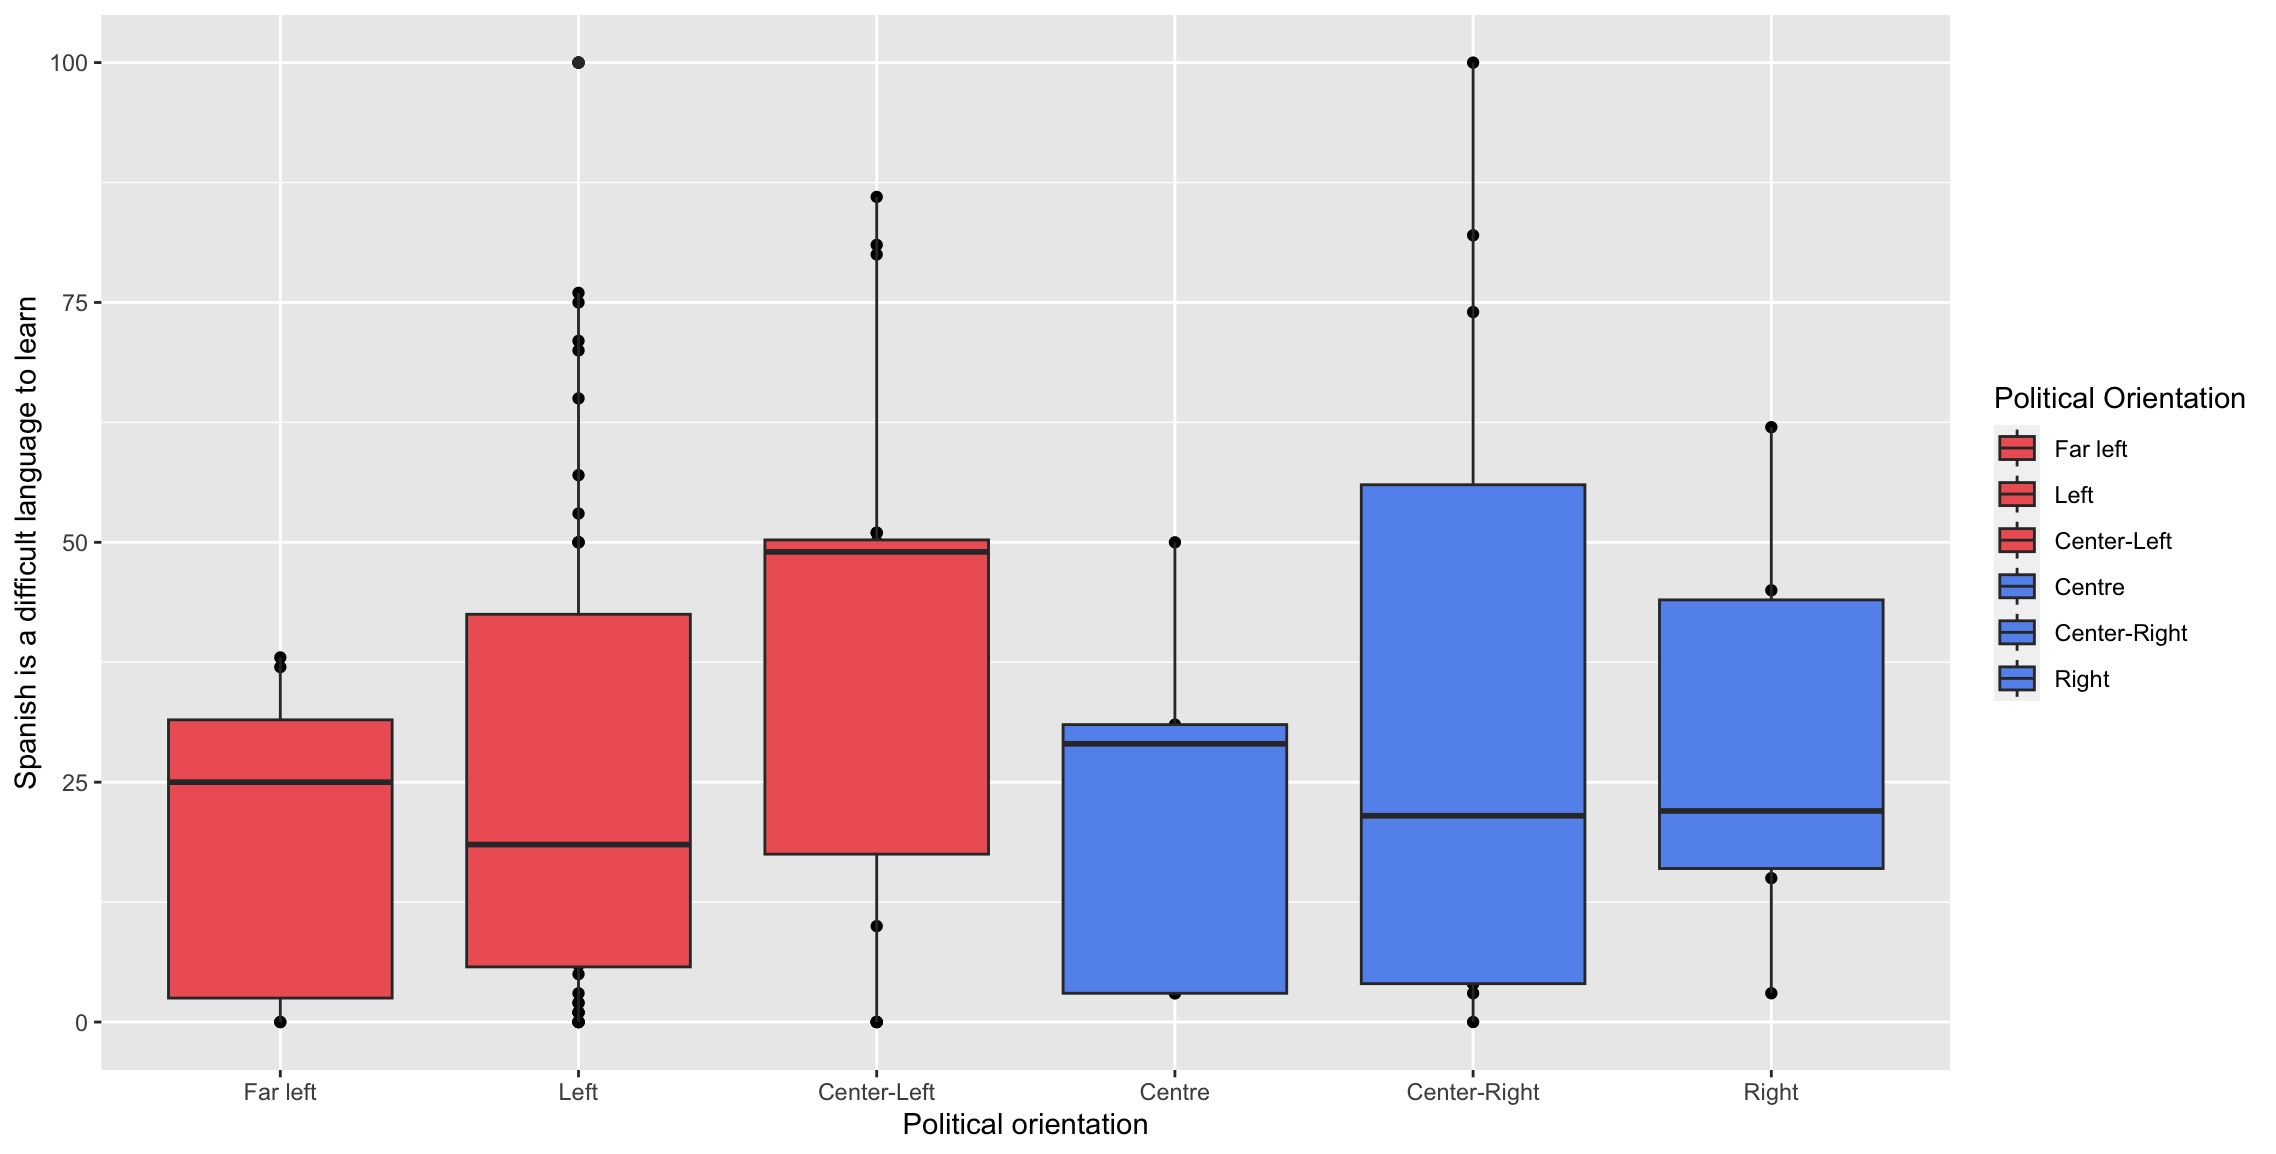 Spanish is a difficult language to learn
100
75
50
25
0
Far left
Left
Center-Left
Centre
Center-Right
Right
Political orientation
Political Orientation
Far left
Left
Center-Left
Centre
Center-Right
Right